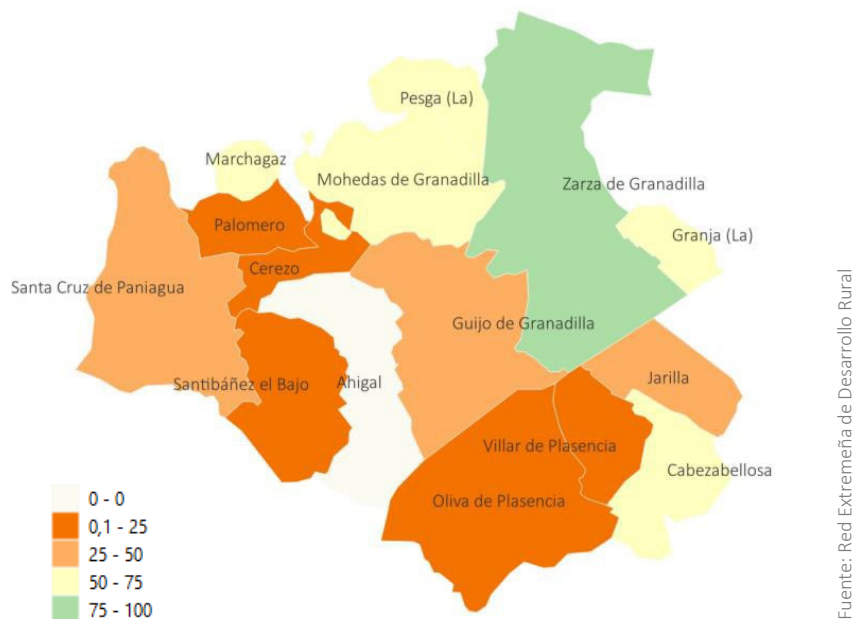 Pesga (La)
Marchagaz
Mohedas de Granadilla
Zarza de Granadilla
Palomero
Granja (La)
Cerezo
Santa Cruz de Paniagua
Guijo de Granadilla
Santibáñez el Bajo
Ahigal
Jarilla
Villar de Plasencia
Cabezabellosa
Oliva de Plasencia
0 - 0
0,1 - 25
25 - 50
50 - 75
75 - 100
Fuente: Red Extremeña de Desarrollo Rural